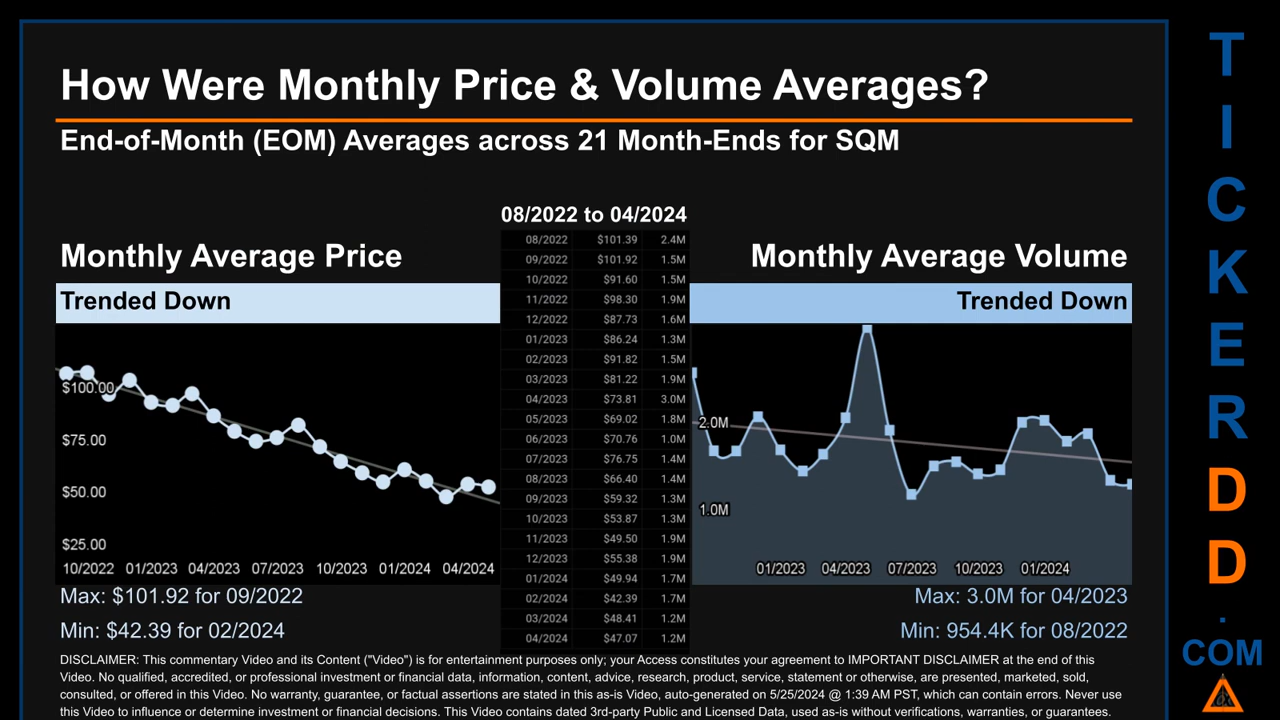 How Were Monthly Price & Volume Averages?
End-of-Month (EOM) Averages across 21 Month-Ends for SQM
08/2022 to 04/2024
Monthly Average Price
Trended Down
$100.00
$75.00
$50.00
$25.00
10/2022 01/2023 04/2023 07/2023 10/2023 01/2024 04/2024
Max: $101.92 for 09/2022
Min: $42.39 for 02/2024
08/2022 $101.39 2.4M
09/2022 $101.92 1.5M
10/2022 $91.60 1.5M
11/2022 $98.30 1.9M
12/2022 $87.73 1.6M
01/2023 $86.24 1.3M
02/2023 $91.82 1.5M
03/2023 $81.22 1.9M
04/2023 $73.81 3.0M
05/2023 $69.02 1.8M
06/2023 $70.76 1.0M
07/2023 $76.75 1.4M
08/2023 $66.40 1.4M
09/2023 $59.32 1.3M
10/2023 $53.87 1.3M
11/2023 $49.50 1.9M
12/2023 $55.38 1.9M
01/2024 $49.94 1.7M
02/2024 $42.39 1.7M
03/2024 $48.41 1.2M
04/2024 $47.07 1.2M
Monthly Average Volume
Trended Down
2.0M
1.0M
01/2023 04/2023 07/2023 10/2023 01/2024
Max: 3.0M for 04/2023
Min: 954.4K for 08/2022
DISCLAIMER: This commentary Video and its Content ("Video") is for entertainment purposes only; your Access constitutes your agreement to IMPORTANT DISCLAIMER at the end of this
Video. No qualified, accredited, or professional investment or financial data, information, content, advice, research, product, service, statement or otherwise, are presented, marketed, sold,
consulted, or offered in this Video. No warranty, guarantee, or factual assertions are stated in this as-is Video, auto-generated on 5/25/2024 @ 1:39 AM PST, which can contain errors. Never use
this Video to influence or determine investment or financial decisions. This Video contains dated 3rd-party Public and Licensed Data, used as-is without verifications, warranties, or guarantees.
T
I
C
K
E
R
D
D
.
COM